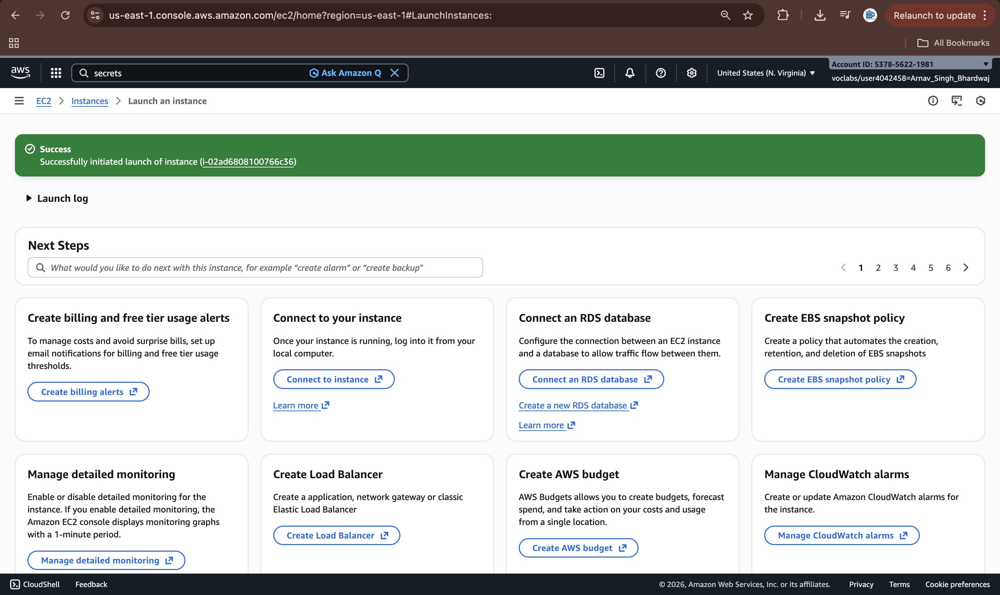 us-east-1.console.aws.amazon.com/ec2/home?region=us-east-1#LaunchInstances:
Relaunch to update
All Bookmarks
aws
secrets
Ask Amazon Q
United States (N. Virginia)
Account ID: 5378-5622-1981
voclabs/user4042458=Arnav_Singh_Bhardwaj
EC2
Instances
Launch an instance
Success
Successfully initiated launch of instance (i-02ad6808100766c36)
Launch log
Next Steps
What would you like to do next with this instance, for example “create alarm” or “create backup"
1 2 3 4 5 6
Create billing and free tier usage alerts
To manage costs and avoid surprise bills, set up
email notifications for billing and free tier usage
thresholds.
Create billing alerts
Connect to your instance
Once your instance is running, log into it from your
local computer.
Connect to instance
Learn more
Connect an RDS database
Configure the connection between an EC2 instance
and a database to allow traffic flow between them.
Connect an RDS database
Create a new RDS database
Learn more
Create EBS snapshot policy
Create a policy that automates the creation,
retention, and deletion of EBS snapshots
Create EBS snapshot policy
Manage detailed monitoring
Enable or disable detailed monitoring for the
instance. If you enable detailed monitoring, the
Amazon EC2 console displays monitoring graphs
with a 1-minute period.
Manage detailed monitoring
Create Load Balancer
Create a application, network gateway or classic
Elastic Load Balancer
Create Load Balancer
Create AWS budget
AWS Budgets allows you to create budgets, forecast
spend, and take action on your costs and usage
from a single location.
Create AWS budget
Manage CloudWatch alarms
Create or update Amazon CloudWatch alarms for
the instance.
Manage CloudWatch alarms
CloudShell
Feedback
© 2026, Amazon Web Services, Inc. or its affiliates.
Privacy
Terms
Cookie preferences